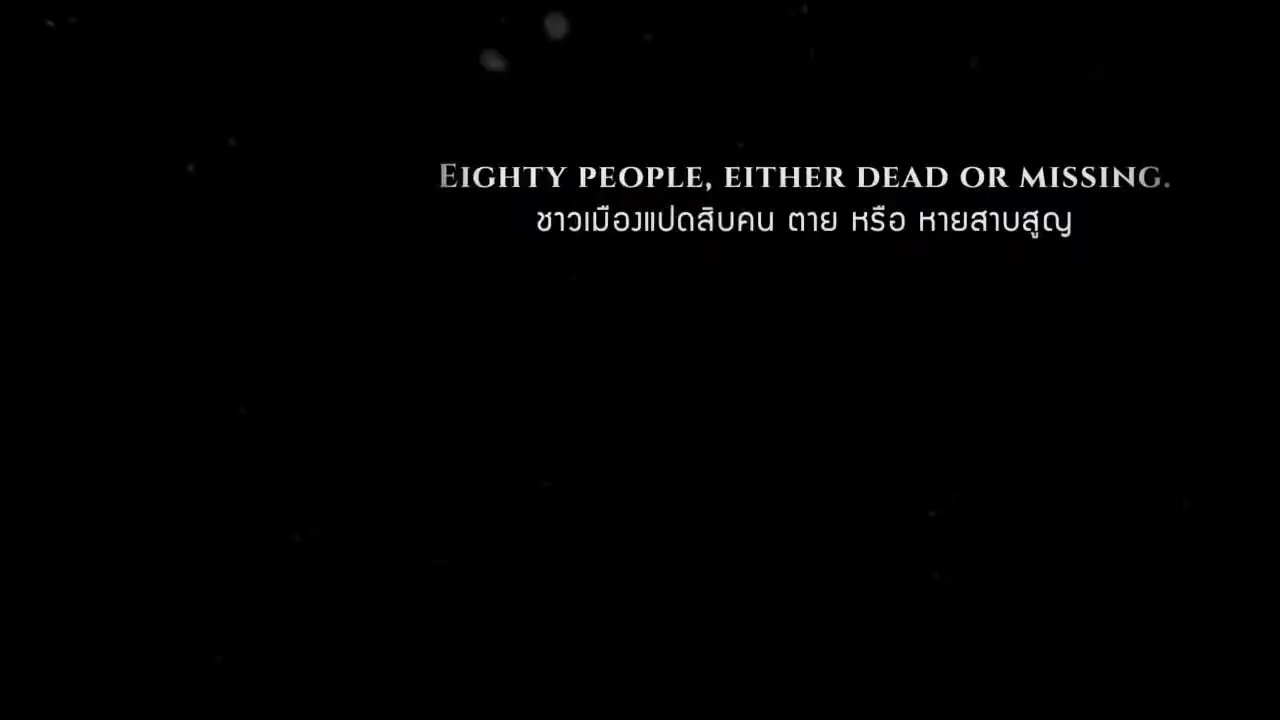 Eighty people, either dead or missing.
ชาวเมืองแปดสิบคน ตาย หรือ หายสาบสูญ